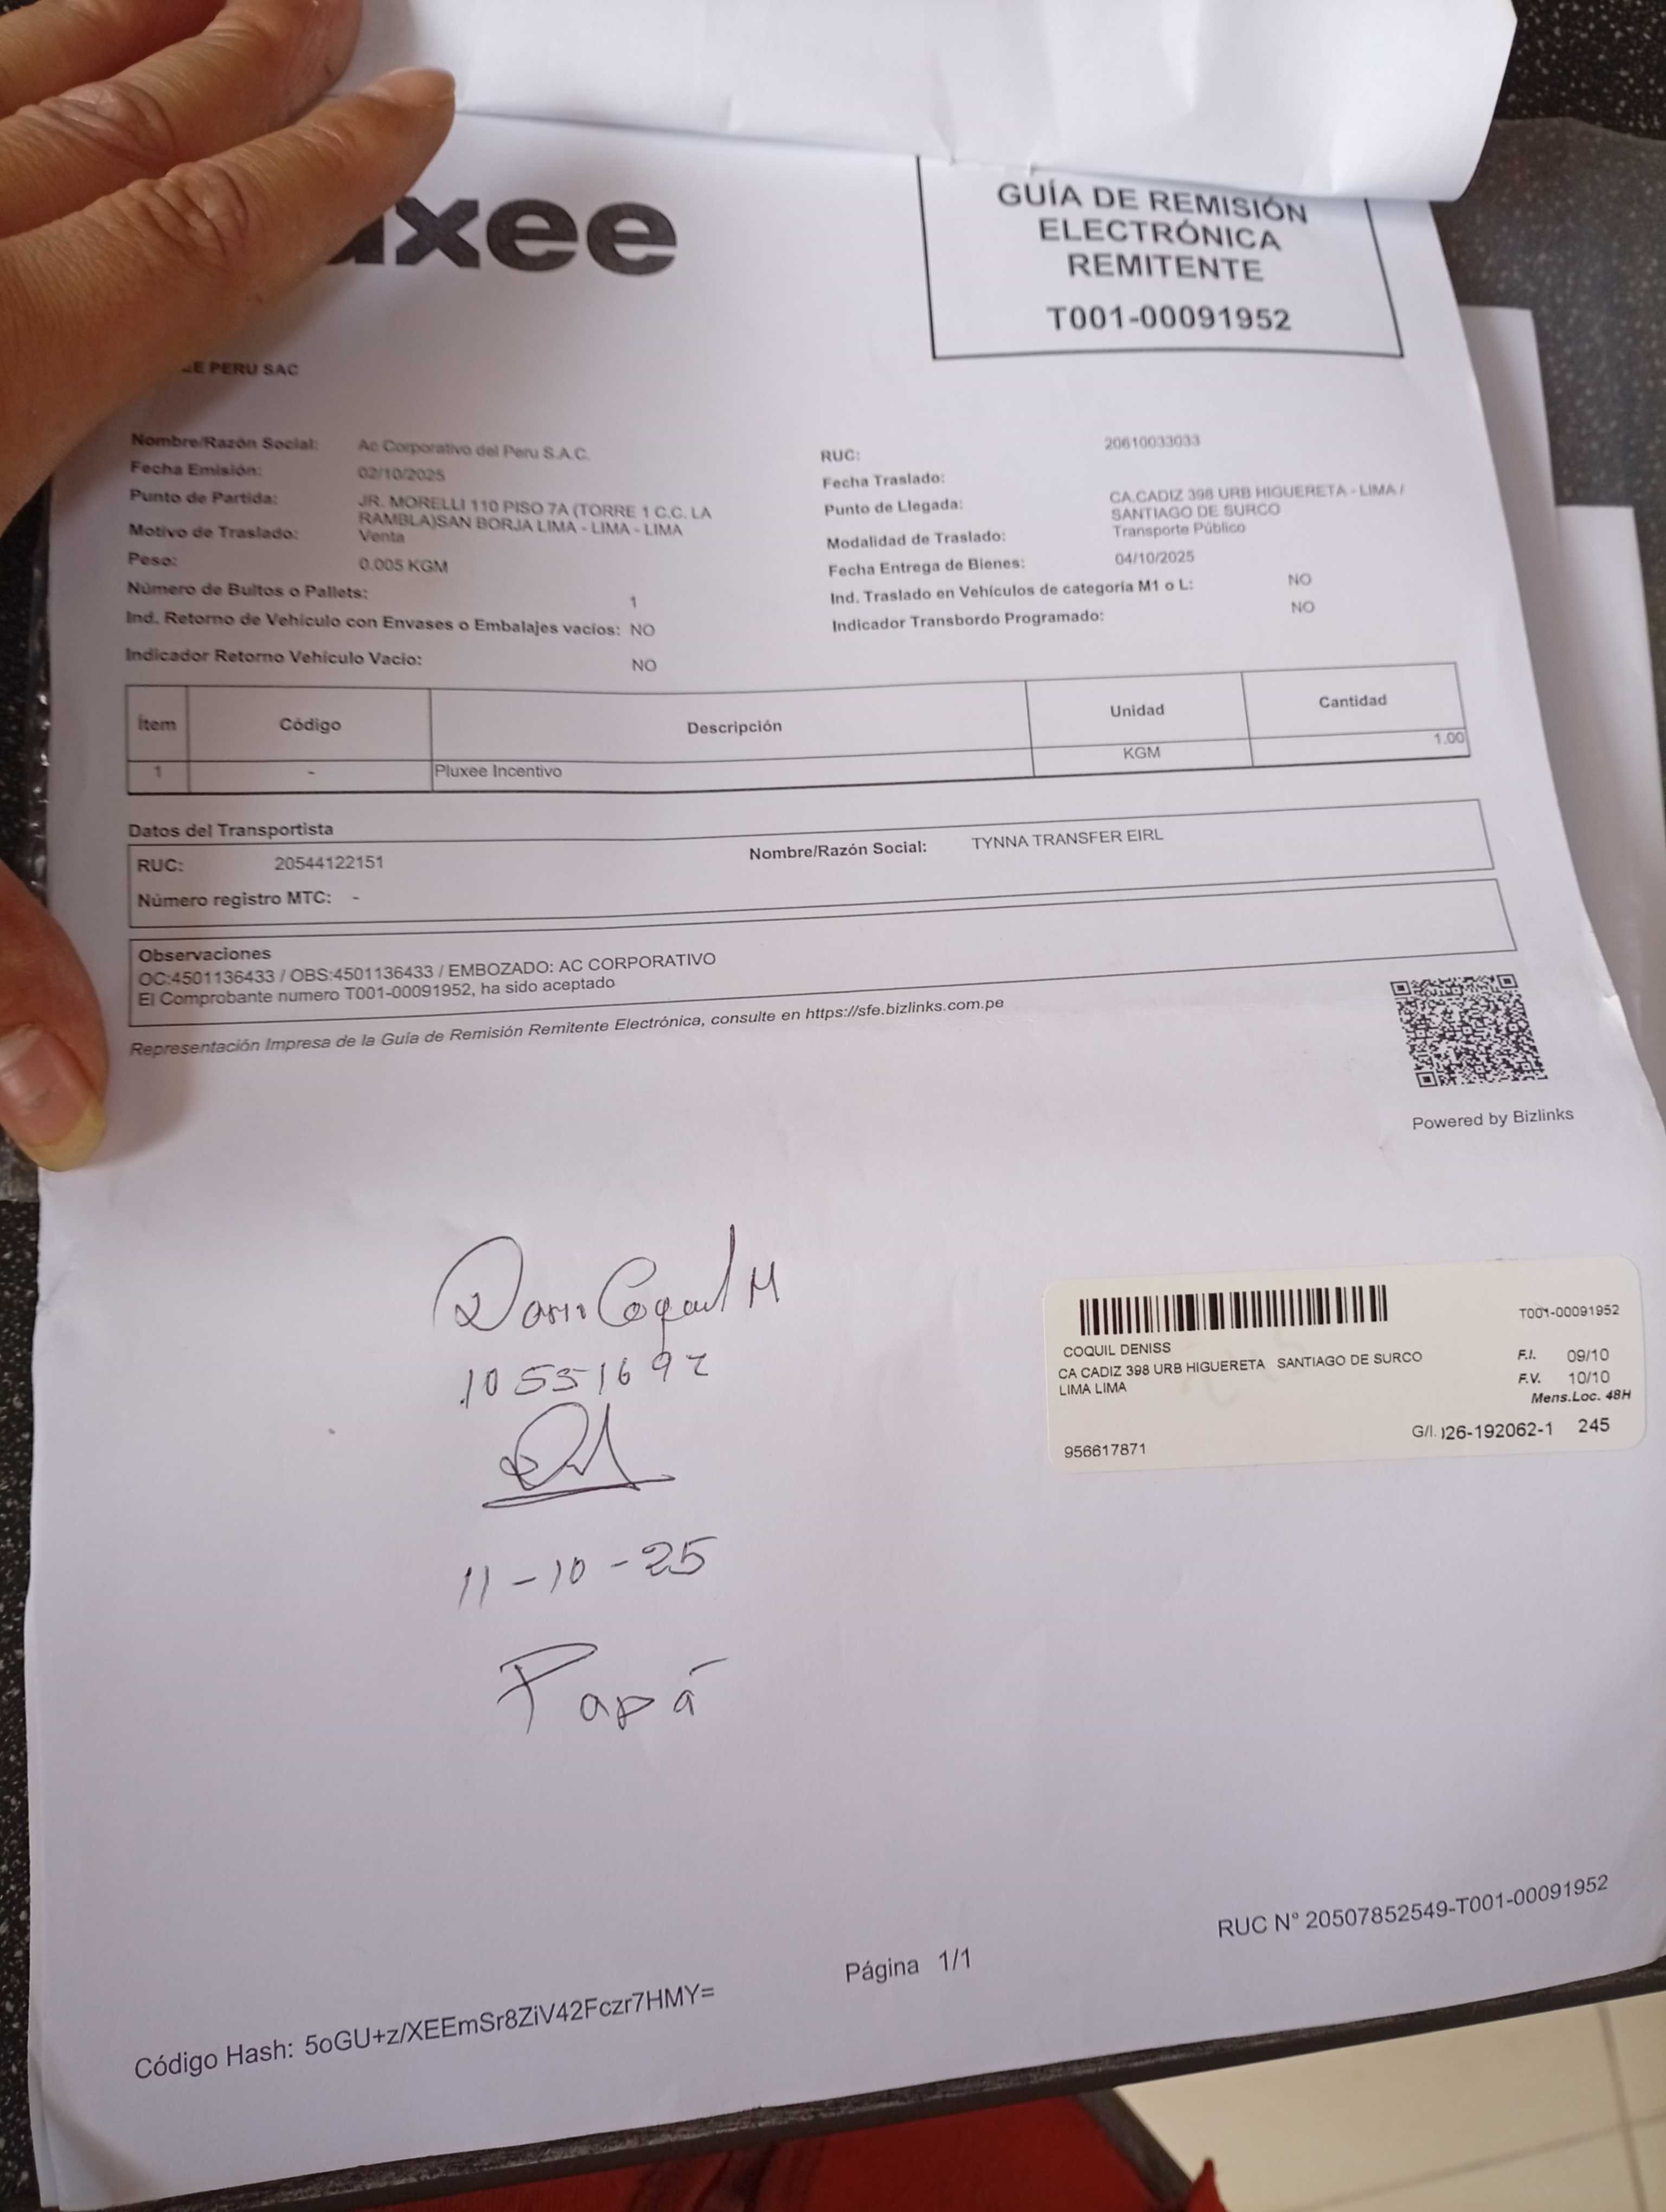 uxee
GUÍA DE REMISIÓN
ELECTRÓNICA
REMITENTE
T001-00091952
EE PERU SAC
Nombre/Razón Social: Ac Corporativo del Peru S.A.C.
RUC: 20610033033
Fecha Emisión: 02/10/2025
Fecha Traslado:
Punto de Partida: JR. MORELLI 110 PISO 7A (TORRE 1 C.C. LA
RAMBLA)SAN BORJA LIMA - LIMA - LIMA
Punto de Llegada: CA.CADIZ 398 URB HIGUERETA - LIMA /
SANTIAGO DE SURCO
Motivo de Traslado: Venta
Modalidad de Traslado: Transporte Público
Peso: 0.005 KGM
Fecha Entrega de Bienes: 04/10/2025
Número de Bultos o Pallets: 1
Ind. Traslado en Vehículos de categoría M1 o L: NO
Ind. Retorno de Vehículo con Envases o Embalajes vacíos: NO
Indicador Transbordo Programado: NO
Indicador Retorno Vehículo Vacío: NO
Ítem Código Descripción Unidad Cantidad
1 - Pluxee Incentivo KGM 1.00
Datos del Transportista
RUC: 20544122151 Nombre/Razón Social: TYNNA TRANSFER EIRL
Número registro MTC: -
Observaciones
OC:4501136433 / OBS:4501136433 / EMBOZADO: AC CORPORATIVO
El Comprobante numero T001-00091952, ha sido aceptado
Representación Impresa de la Guía de Remisión Remitente Electrónica, consulte en https://sfe.bizlinks.com.pe
Powered by Bizlinks
Coquil M
10551692
11-10-25
Papá
T001-00091952
COQUIL DENISS
CA CADIZ 398 URB HIGUERETA SANTIAGO DE SURCO
LIMA LIMA
F.I. 09/10
F.V. 10/10
Mens.Loc. 48H
G/I. 026-192062-1 245
956617871
RUC N° 20507852549-T001-00091952
Página 1/1
Código Hash: 5oGU+z/XEEmSr8ZiV42Fczr7HMY=